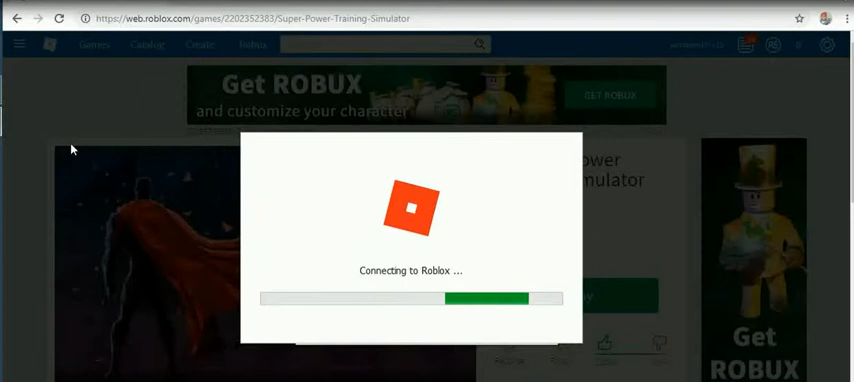 https://web.roblox.com/games/2202352383/Super-Power-Training-Simulator
Games Catalog Create Robux
Get ROBUX
and customize your character
GET ROBUX
ower
mulator
Connecting to Roblox ...
Get
ROBUX